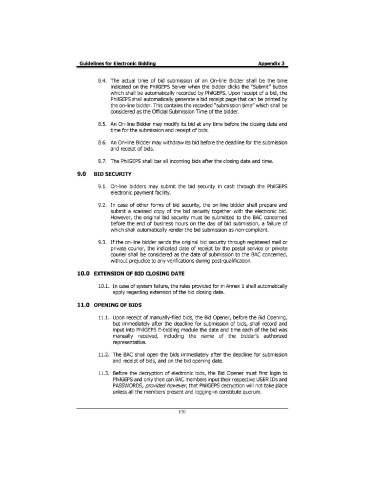 Guidelines for Electronic Bidding Appendix 3
8.4. The actual time of bid submission of an On-line Bidder shall be the time
indicated on the PhilGEPS Server when the bidder clicks the "Submit" button
which shall be automatically recorded by PhilGEPS. Upon receipt of a bid, the
PhilGEPS shall automatically generate a bid receipt page that can be printed by
the on-line bidder. This contains the recorded "submission time" which shall be
considered as the Official Submission Time of the bidder.
8.5. An On-line Bidder may modify its bid at any time before the closing date and
time for the submission and receipt of bids.
8.6. An On-line Bidder may withdraw its bid before the deadline for the submission
and receipt of bids.
8.7. The PhilGEPS shall bar all incoming bids after the closing date and time.
9.0 BID SECURITY
9.1. On-line bidders may submit the bid security in cash through the PhilGEPS
electronic payment facility.
9.2. In case of other forms of bid security, the on-line bidder shall prepare and
submit a scanned copy of the bid security together with the electronic bid.
However, the original bid security must be submitted to the BAC concerned
before the end of business hours on the day of bid submission, a failure of
which shall automatically render the bid submission as non-compliant.
9.3. If the on-line bidder sends the original bid security through registered mail or
private courier, the indicated date of receipt by the postal service or private
courier shall be considered as the date of submission to the BAC concerned,
without prejudice to any verifications during post-qualification.
10.0 EXTENSION OF BID CLOSING DATE
10.1. In case of system failure, the rules provided for in Annex 1 shall automatically
apply regarding extension of the bid closing date.
11.0 OPENING OF BIDS
11.1. Upon receipt of manually-filed bids, the Bid Opener, before the Bid Opening,
but immediately after the deadline for submission of bids, shall record and
input into PhilGEPS E-bidding module the date and time each of the bid was
manually received, including the name of the bidder's authorized
representative.
11.2. The BAC shall open the bids immediately after the deadline for submission
and receipt of bids, and on the bid opening date.
11.3. Before the decryption of electronic bids, the Bid Opener must first login to
PhilGEPS and only then can BAC members input their respective USER IDs and
PASSWORDS, provided however, that PhilGEPS decryption will not take place
unless all the members present and logging-in constitute quorum.